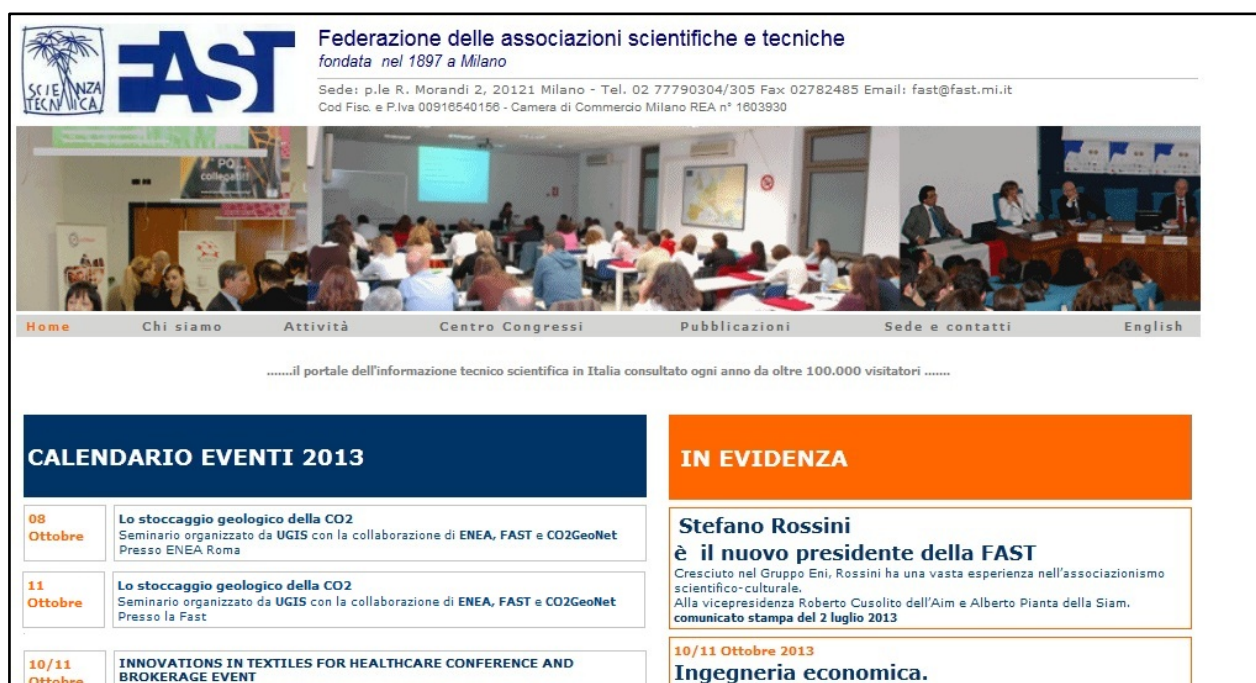 SCIENZA
TECNICA
FAST
Federazione delle associazioni scientifiche e tecniche
fondata nel 1897 a Milano
Sede: p.le R. Morandi 2, 20121 Milano - Tel. 02 77790304/305 Fax 02782485 Email: fast@fast.mi.it
Cod Fisc. e P.Iva 00916540156 - Camera di Commercio Milano REA n° 1603930
PQ...
collegati!!
Home Chi siamo Attività Centro Congressi Pubblicazioni Sede e contatti English
.......il portale dell'informazione tecnico scientifica in Italia consultato ogni anno da oltre 100.000 visitatori .......
CALENDARIO EVENTI 2013
08
Ottobre
Lo stoccaggio geologico della CO2
Seminario organizzato da UGIS con la collaborazione di ENEA, FAST e CO2GeoNet
Presso ENEA Roma
11
Ottobre
Lo stoccaggio geologico della CO2
Seminario organizzato da UGIS con la collaborazione di ENEA, FAST e CO2GeoNet
Presso la Fast
10/11
Ottobre
INNOVATIONS IN TEXTILES FOR HEALTHCARE CONFERENCE AND
BROKERAGE EVENT
IN EVIDENZA
Stefano Rossini
è il nuovo presidente della FAST
Cresciuto nel Gruppo Eni, Rossini ha una vasta esperienza nell'associazionismo
scientifico-culturale.
Alla vicepresidenza Roberto Cusolito dell'Aim e Alberto Pianta della Siam.
comunicato stampa del 2 luglio 2013
10/11 Ottobre 2013
Ingegneria economica.